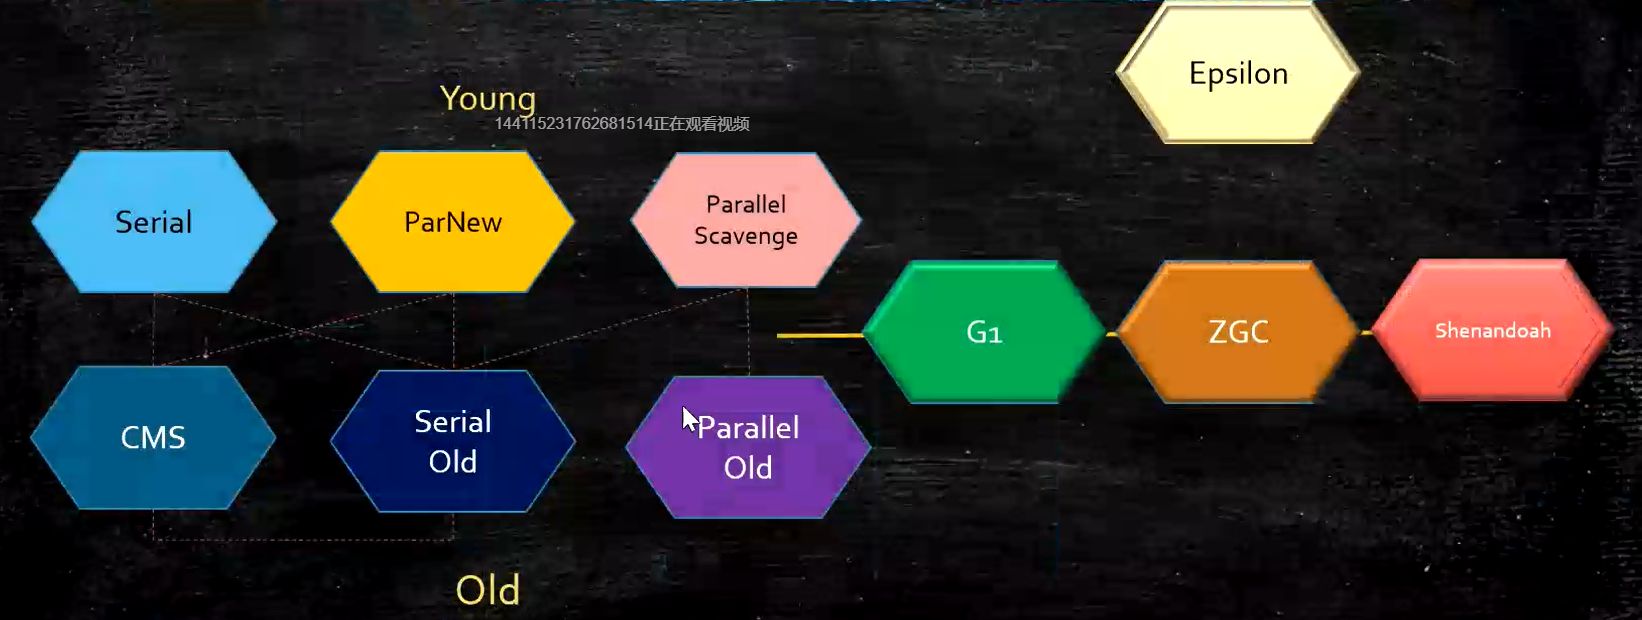 Epsilon
Young
144115231762681514正在观看视频
Serial
ParNew
Parallel
Scavenge
G1
ZGC
Shenandoah
CMS
Serial
Old
Parallel
Old
Old